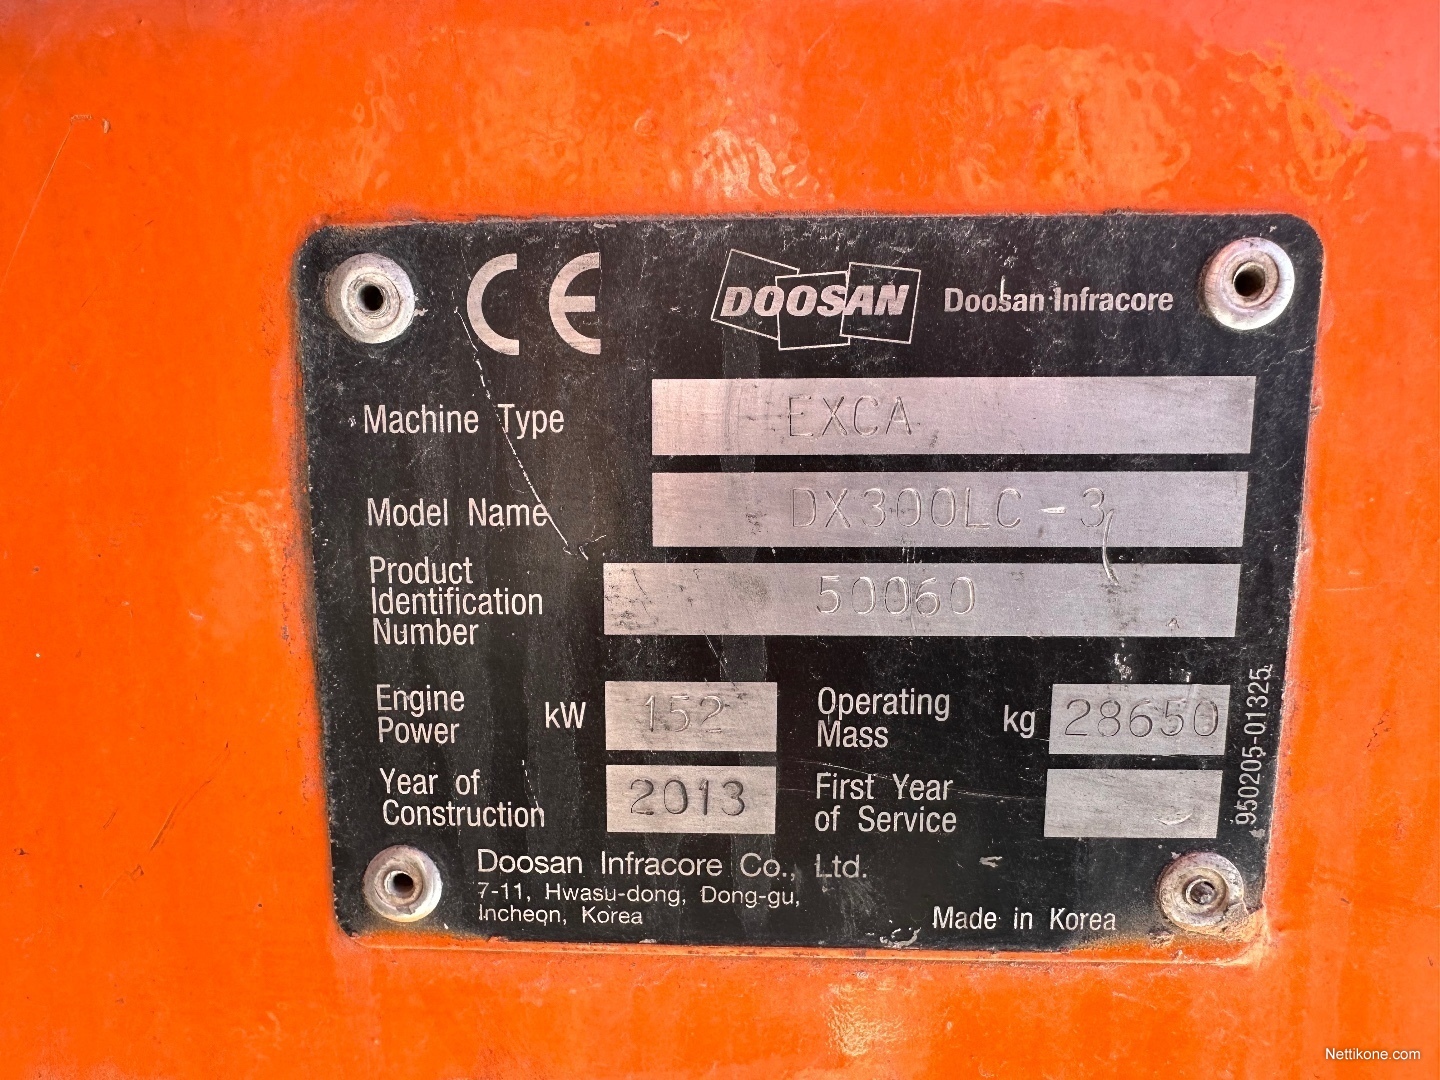 CE DOOSAN Doosan Infracore
Machine Type EXCA
Model Name DX300LC-3
Product
Identification
Number
50060
Engine
Power
kW 152
Operating
Mass
kg 28650
Year of
Construction
2013
First Year
of Service
950205-01325
Doosan Infracore Co., Ltd.
7-11, Hwasu-dong, Dong-gu,
Incheon, Korea
Made in Korea
Nettikone.com